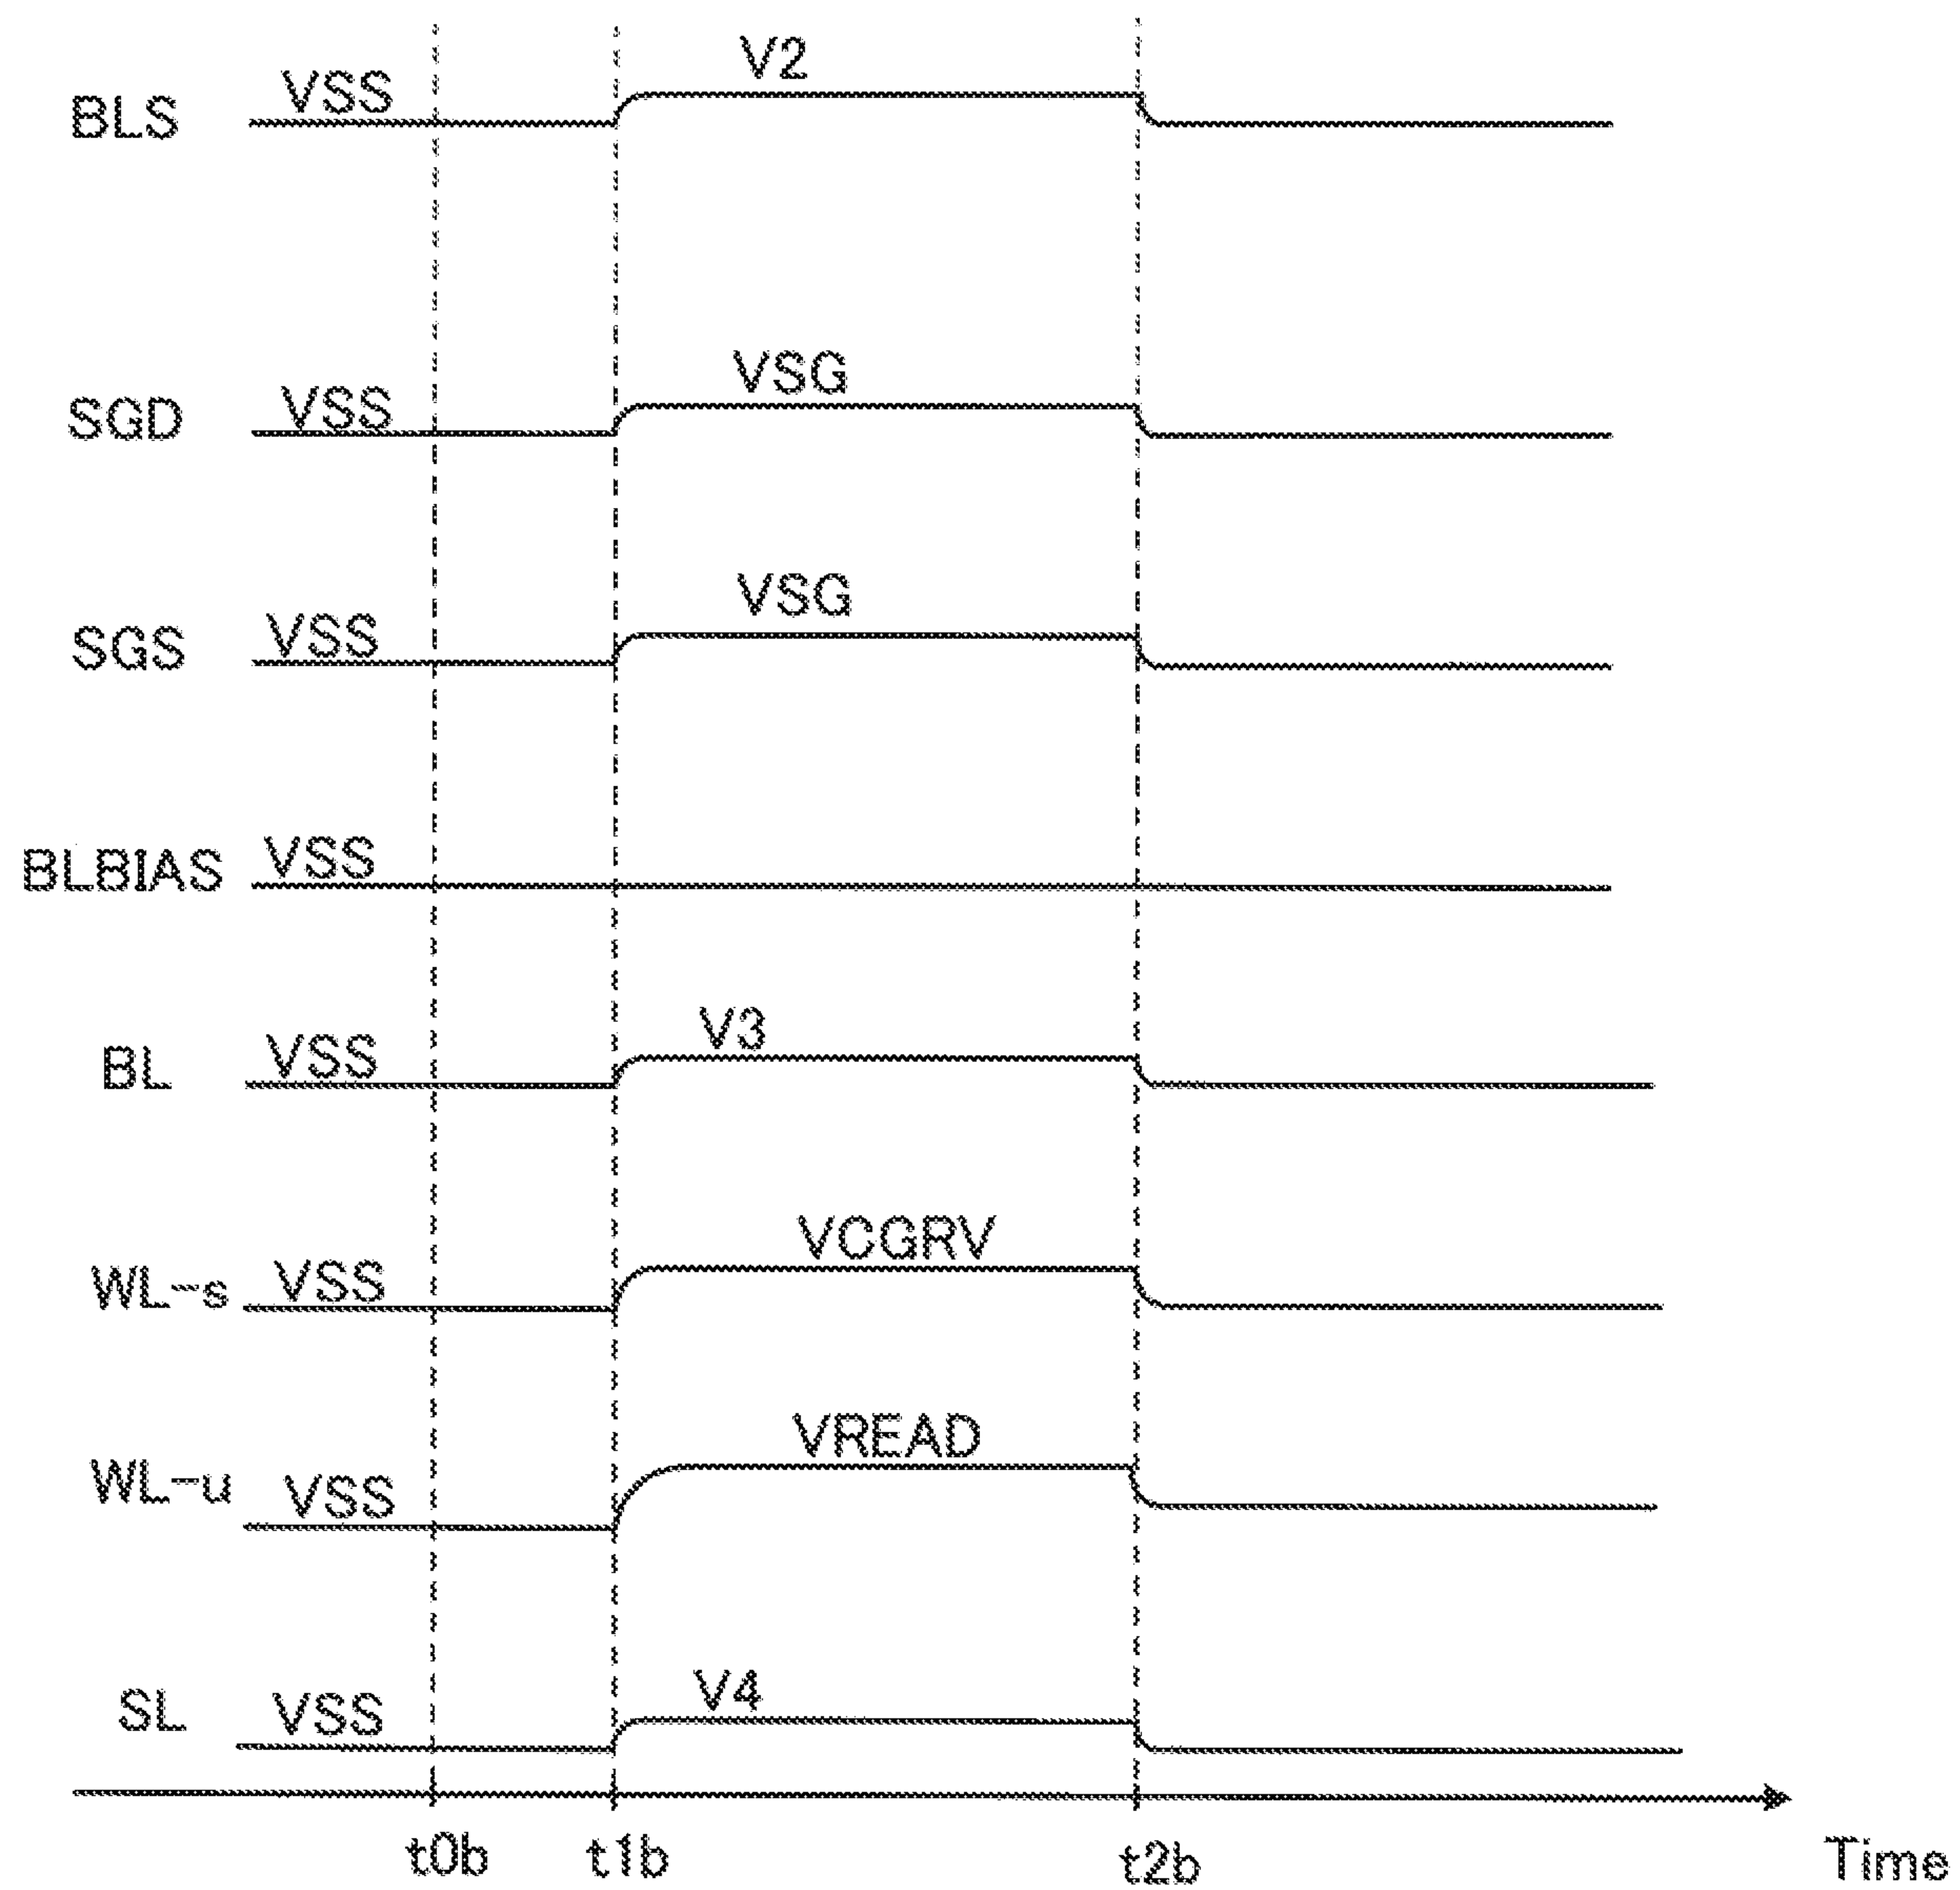 V2
BLS VSS
VSG
SGD VSS
VSG
SGS VSS
BLBIAS VSS
V3
BL VSS
VCGRV
WL-s VSS
VREAD
WL-u VSS
V4
SL VSS
t0b t1b t2b Time